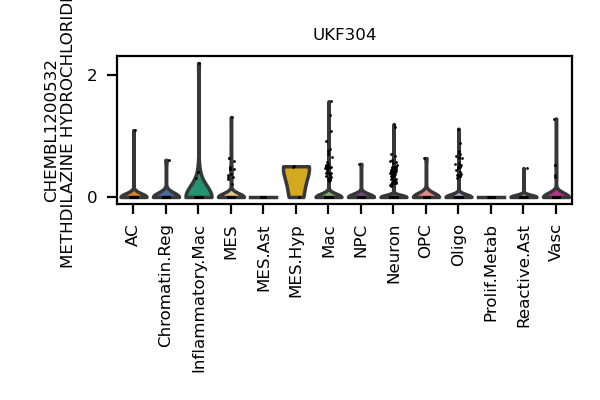 UKF304
CHEMBL1200532
2
0
AC
Chromatin.Reg
Inflammatory.Mac
MES
MES.Ast
MES.Hyp
Mac
NPC
Neuron
OPC
Oligo
Prolif.Metab
Reactive.Ast
Vasc
METHDILAZINE